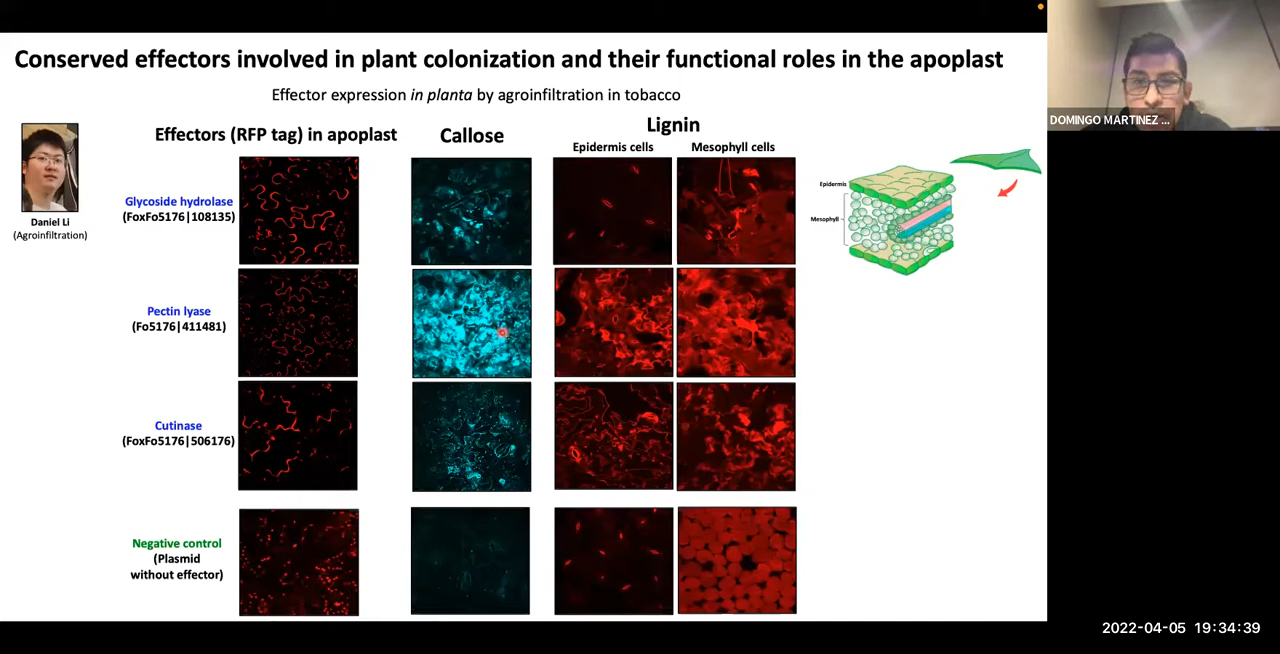 Conserved effectors involved in plant colonization and their functional roles in the apoplast
Effector expression in planta by agroinfiltration in tobacco
DOMINGO MARTINEZ ...
Effectors (RFP tag) in apoplast
Callose
Lignin
Epidermis cells
Mesophyll cells
Daniel Li
(Agroinfiltration)
Glycoside hydrolase
(FoxFo5176|108135)
Epidermis
Mesophyll
Pectin lyase
(Fo5176|411481)
Cutinase
(FoxFo5176|506176)
Negative control
(Plasmid
without effector)
2022-04-05 19:34:39